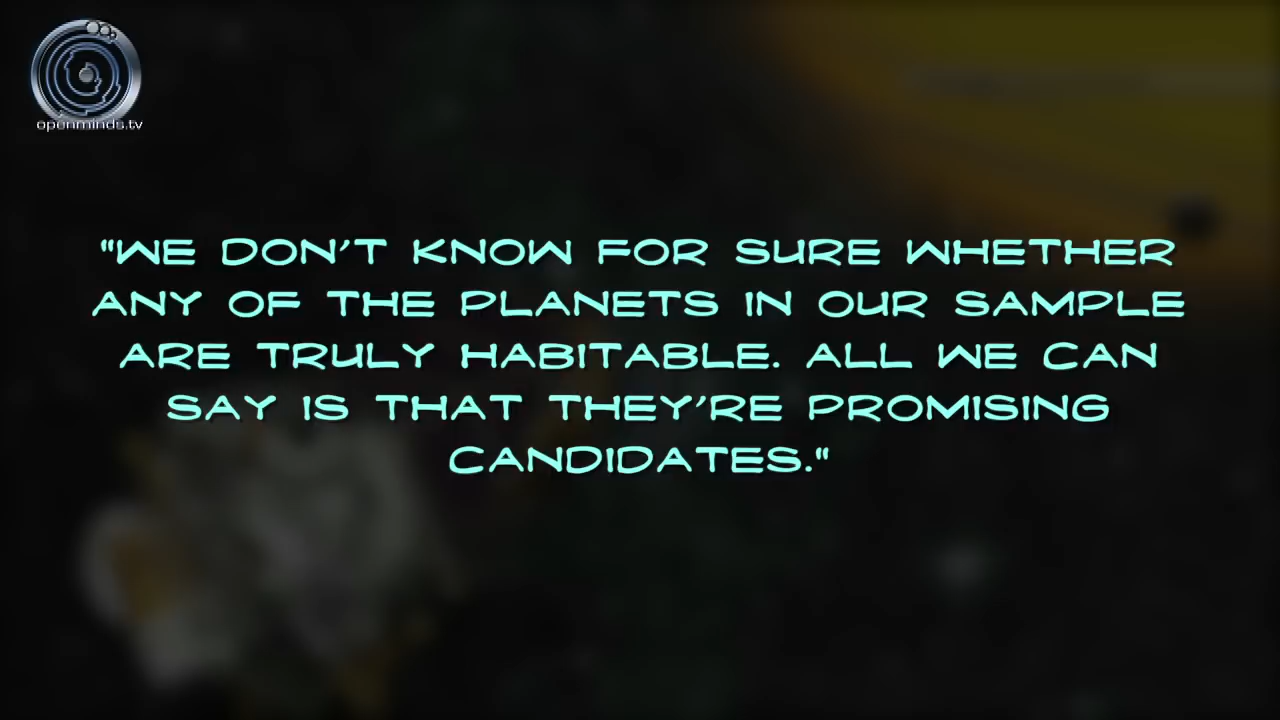 openminds.tv
"WE DON'T KNOW FOR SURE WHETHER
ANY OF THE PLANETS IN OUR SAMPLE
ARE TRULY HABITABLE. ALL WE CAN
SAY IS THAT THEY'RE PROMISING
CANDIDATES."